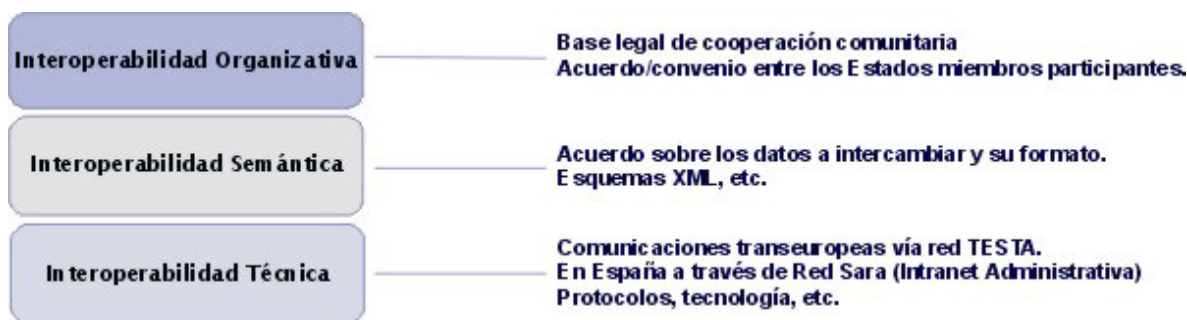 Interoperabilidad Organizativa
Base legal de cooperación comunitaria
Acuerdo/convenio entre los Estados miembros participantes.
Interoperabilidad Semántica
Acuerdo sobre los datos a intercambiar y su formato.
Esquemas XML, etc.
Interoperabilidad Técnica
Comunicaciones transeuropeas vía red TESTA.
En España a través de Red Sara (Intranet Administrativa)
Protocolos, tecnología, etc.